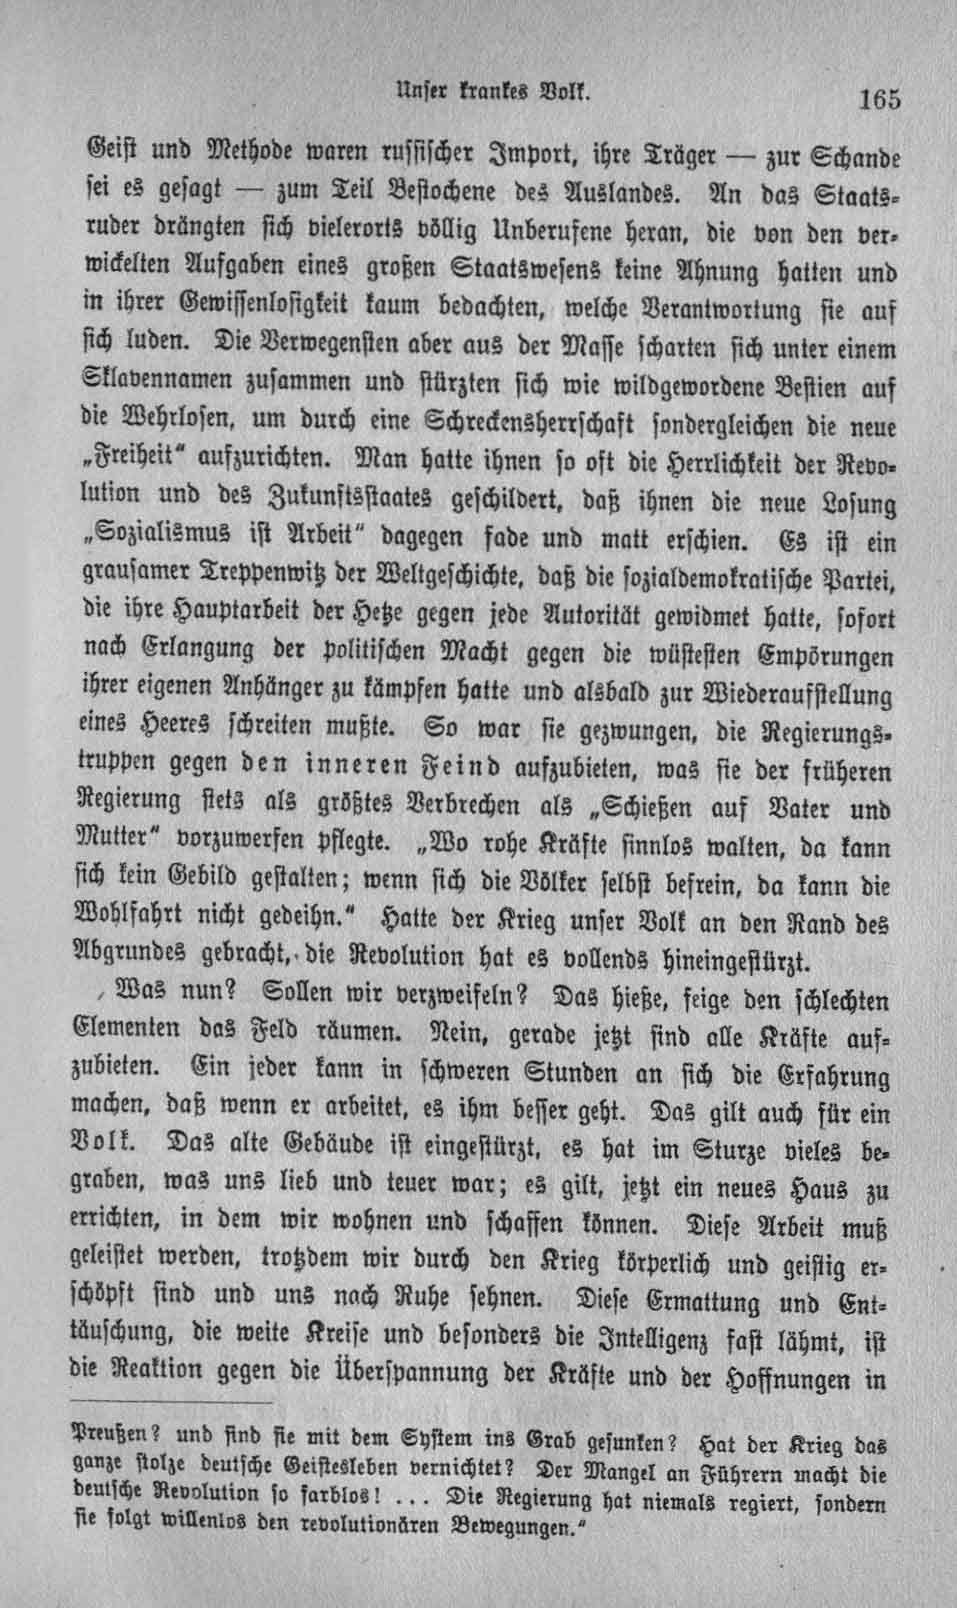 Unser krankes Volk.
165
Geist und Methode waren russischer Import, ihre Träger — zur Schande
sei es gesagt — zum Teil Bestochene des Auslandes. An das Staats-
ruder drängten sich vielerorts völlig Unberufene heran, die von den ver-
wickelten Aufgaben eines großen Staatswesens keine Ahnung hatten und
in ihrer Gewissenlosigkeit kaum bedachten, welche Verantwortung sie auf
sich luden. Die Verwegensten aber aus der Masse scharten sich unter einem
Sklavennamen zusammen und stürzten sich wie wildgewordene Bestien auf
die Wehrlosen, um durch eine Schreckensherrschaft sondergleichen die neue
„Freiheit“ aufzurichten. Man hatte ihnen so oft die Herrlichkeit der Revo-
lution und des Zukunftsstaates geschildert, daß ihnen die neue Losung
„Sozialismus ist Arbeit“ dagegen fade und matt erschien. Es ist ein
grausamer Treppenwitz der Weltgeschichte, daß die sozialdemokratische Partei,
die ihre Hauptarbeit der Hetze gegen jede Autorität gewidmet hatte, sofort
nach Erlangung der politischen Macht gegen die wüstesten Empörungen
ihrer eigenen Anhänger zu kämpfen hatte und alsbald zur Wiederaufstellung
eines Heeres schreiten mußte. So war sie gezwungen, die Regierungs-
truppen gegen den inneren Feind aufzubieten, was sie der früheren
Regierung stets als größtes Verbrechen als „Schießen auf Vater und
Mutter“ vorzuwerfen pflegte. „Wo rohe Kräfte sinnlos walten, da kann
sich kein Gebild gestalten; wenn sich die Völker selbst befrein, da kann die
Wohlfahrt nicht gedeihn.“ Hatte der Krieg unser Volk an den Rand des
Abgrundes gebracht, die Revolution hat es vollends hineingestürzt.
Was nun? Sollen wir verzweifeln? Das hieße, feige den schlechten
Elementen das Feld räumen. Nein, gerade jetzt sind alle Kräfte auf-
zubieten. Ein jeder kann in schweren Stunden an sich die Erfahrung
machen, daß wenn er arbeitet, es ihm besser geht. Das gilt auch für ein
Volk. Das alte Gebäude ist eingestürzt, es hat im Sturze vieles be-
graben, was uns lieb und teuer war; es gilt, jetzt ein neues Haus zu
errichten, in dem wir wohnen und schaffen können. Diese Arbeit muß
geleistet werden, trotzdem wir durch den Krieg körperlich und geistig er-
schöpft sind und uns nach Ruhe sehnen. Diese Ermattung und Ent-
täuschung, die weite Kreise und besonders die Intelligenz fast lähmt, ist
die Reaktion gegen die Überspannung der Kräfte und der Hoffnungen in
Preußen? und sind sie mit dem System ins Grab gesunken? Hat der Krieg das
ganze stolze deutsche Geistesleben vernichtet? Der Mangel an Führern macht die
deutsche Revolution so farblos! ... Die Regierung hat niemals regiert, sondern
sie folgt willenlos den revolutionären Bewegungen.“